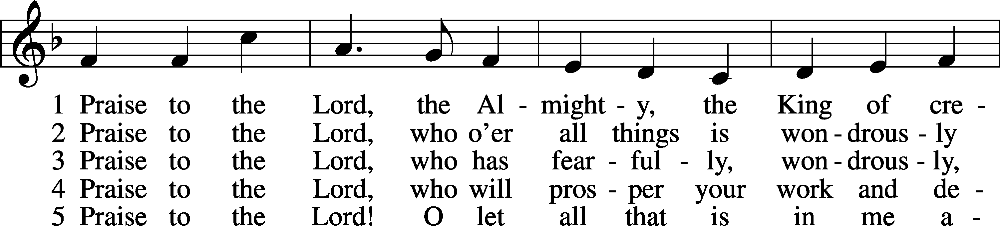 1 Praise to the Lord, the Al - might - y, the King of cre -
2 Praise to the Lord, who o’er all things is won - drous - ly
3 Praise to the Lord, who has fear - ful - ly, won - drous - ly,
4 Praise to the Lord, who will pros - per your work and de -
5 Praise to the Lord! O let all that is in me a -